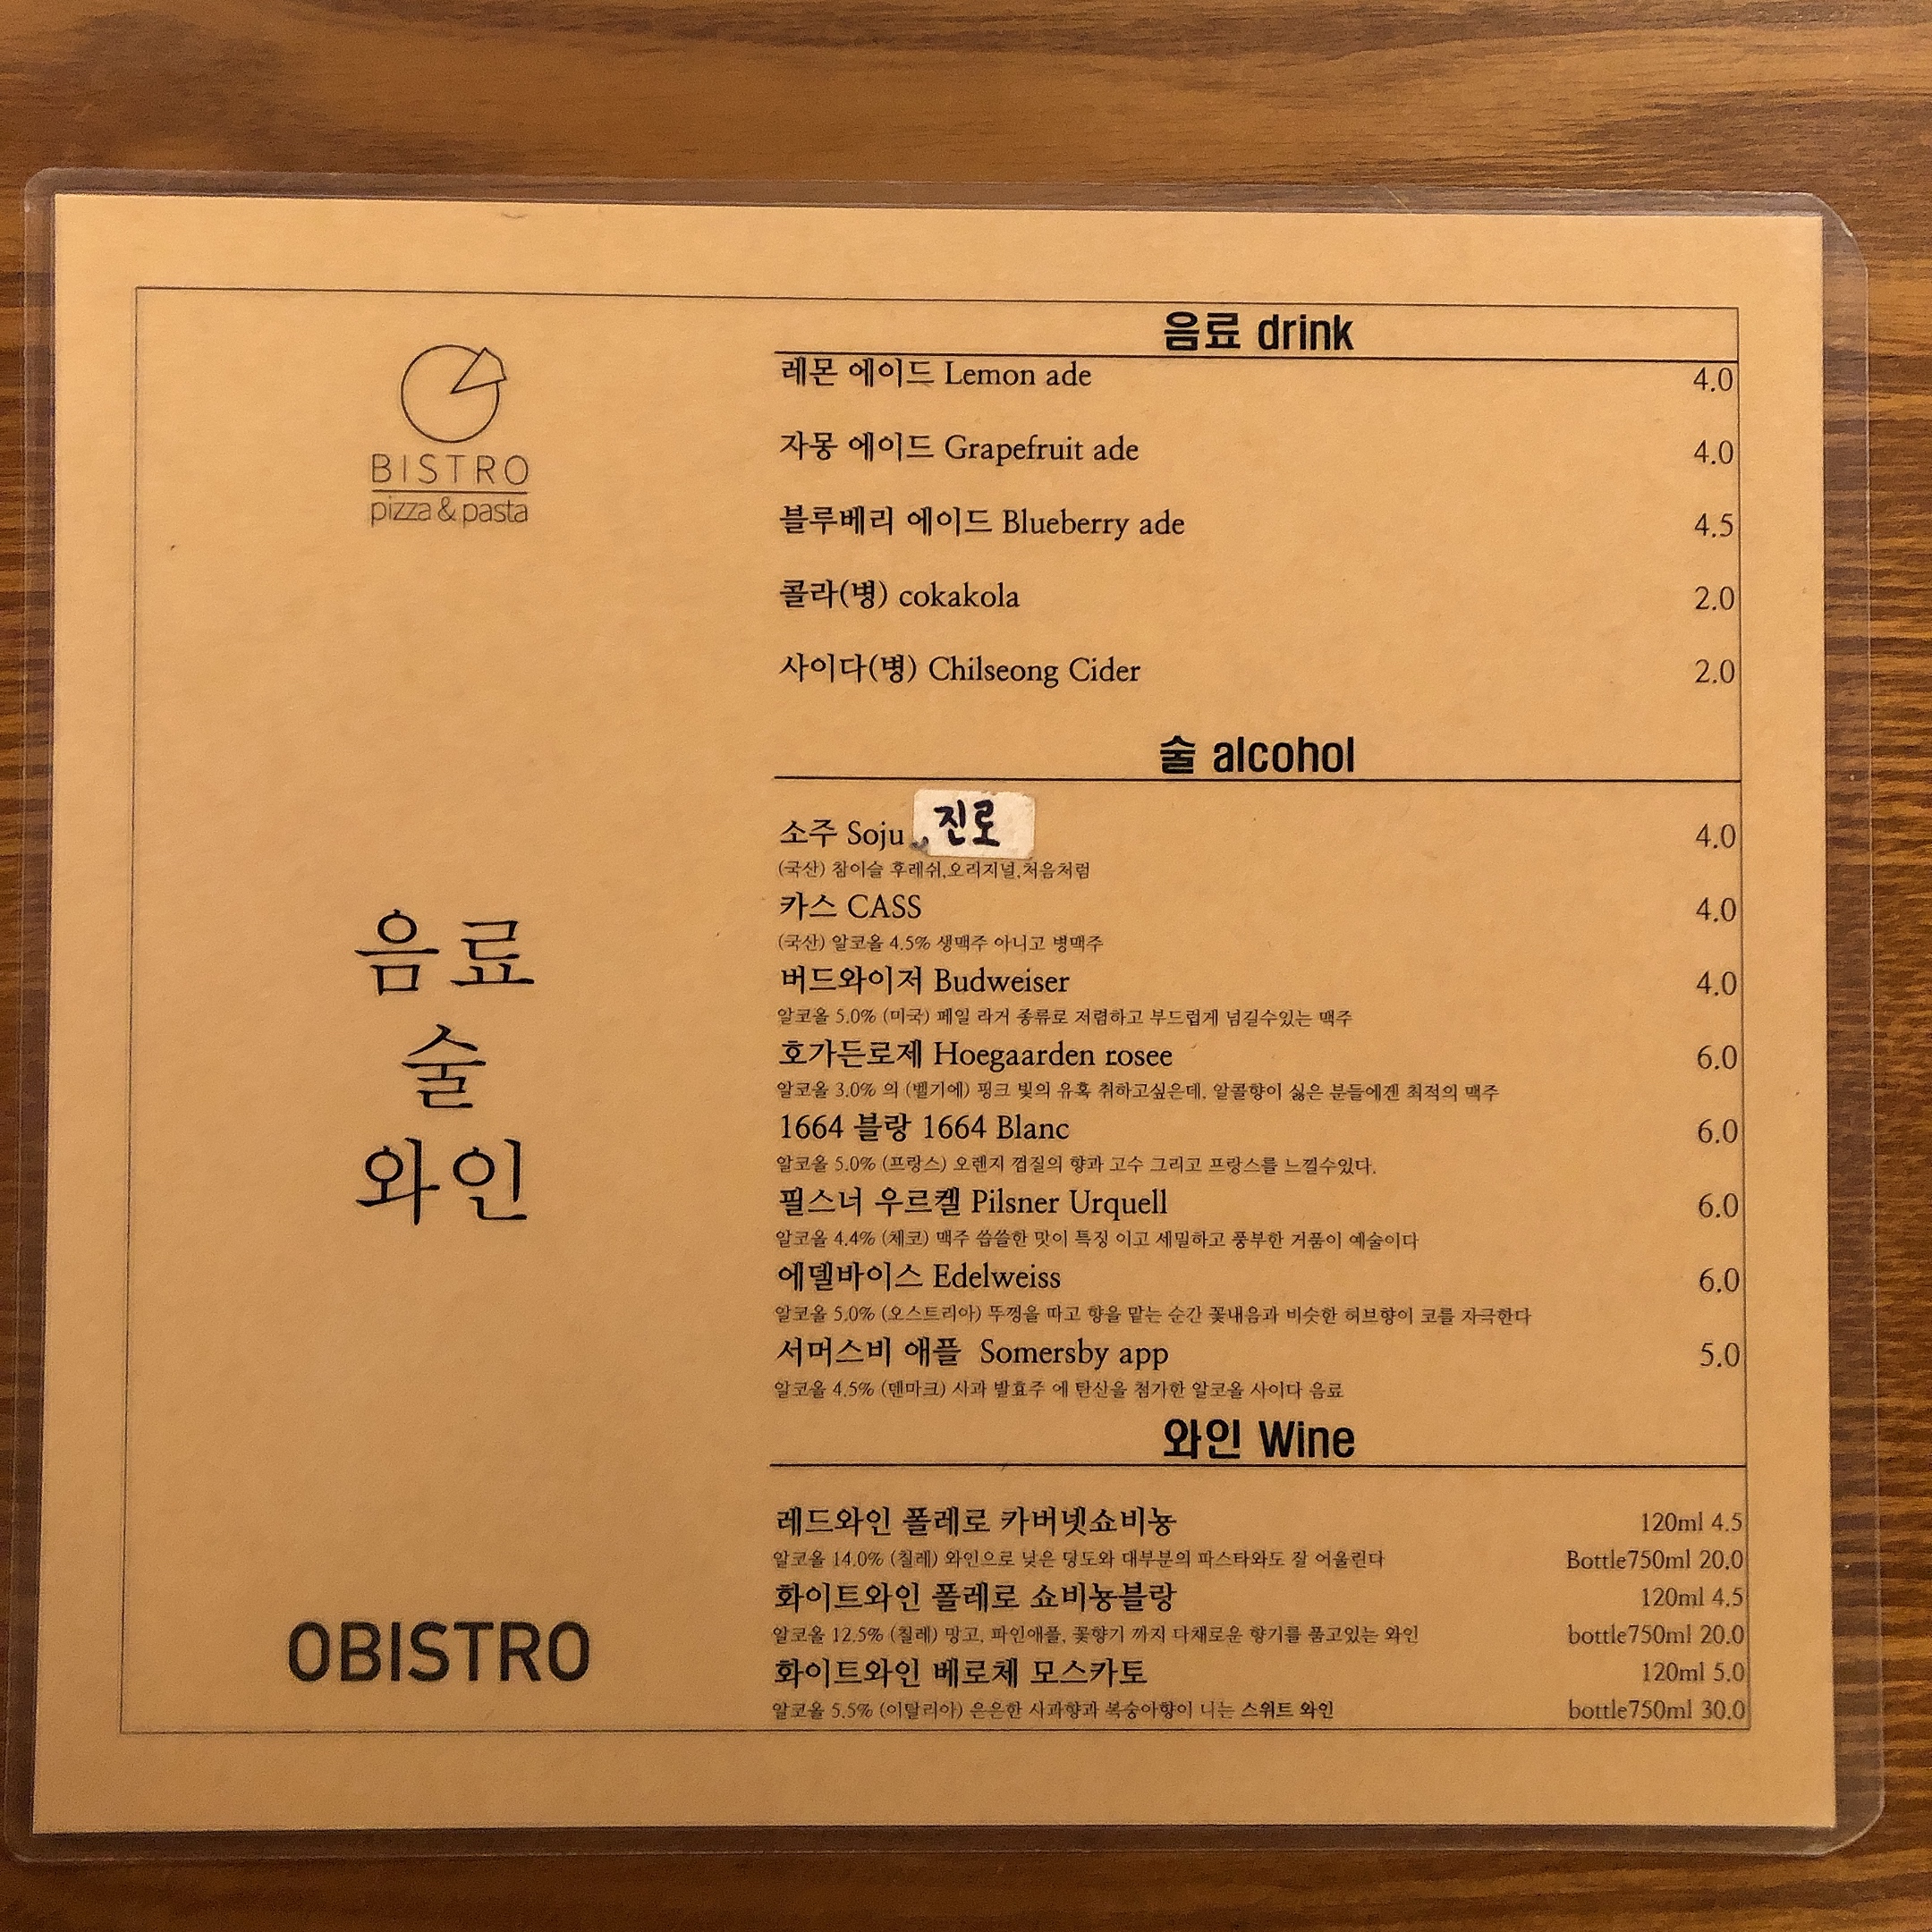 BISTRO
pizza & pasta
음료
술
와인
OBISTRO
음료 drink
레몬 에이드 Lemon ade 4.0
자몽 에이드 Grapefruit ade 4.0
블루베리 에이드 Blueberry ade 4.5
콜라(병) cokakola 2.0
사이다(병) Chilseong Cider 2.0
술 alcohol
소주 Soju , 진로 4.0
(국산) 참이슬 후레쉬,오리지널,처음처럼
카스 CASS 4.0
(국산) 알코올 4.5% 생맥주 아니고 병맥주
버드와이저 Budweiser 4.0
알코올 5.0% (미국) 페일 라거 종류로 저렴하고 부드럽게 넘길수있는 맥주
호가든로제 Hoegaarden rosee 6.0
알코올 3.0% 의 (벨기에) 핑크 빛의 유혹 취하고싶은데, 알콜향이 싫은 분들에겐 최적의 맥주
1664 블랑 1664 Blanc 6.0
알코올 5.0% (프랑스) 오렌지 껍질의 향과 고수 그리고 프랑스를 느낄수있다.
필스너 우르켈 Pilsner Urquell 6.0
알코올 4.4% (체코) 맥주 씁쓸한 맛이 특징 이고 세밀하고 풍부한 거품이 예술이다
에델바이스 Edelweiss 6.0
알코올 5.0% (오스트리아) 뚜껑을 따고 향을 맡는 순간 꽃내음과 비슷한 허브향이 코를 자극한다
서머스비 애플 Somersby app 5.0
알코올 4.5% (덴마크) 사과 발효주 에 탄산을 첨가한 알코올 사이다 음료
와인 Wine
레드와인 폴레로 카버넷쇼비뇽 120ml 4.5
알코올 14.0% (칠레) 와인으로 낮은 당도와 대부분의 파스타와도 잘 어울린다 Bottle750ml 20.0
화이트와인 폴레로 쇼비뇽블랑 120ml 4.5
알코올 12.5% (칠레) 망고, 파인애플, 꽃향기 까지 다채로운 향기를 품고있는 와인 bottle750ml 20.0
화이트와인 베로체 모스카토 120ml 5.0
알코올 5.5% (이탈리아) 은은한 사과향과 복숭아향이 나는 스위트 와인 bottle750ml 30.0